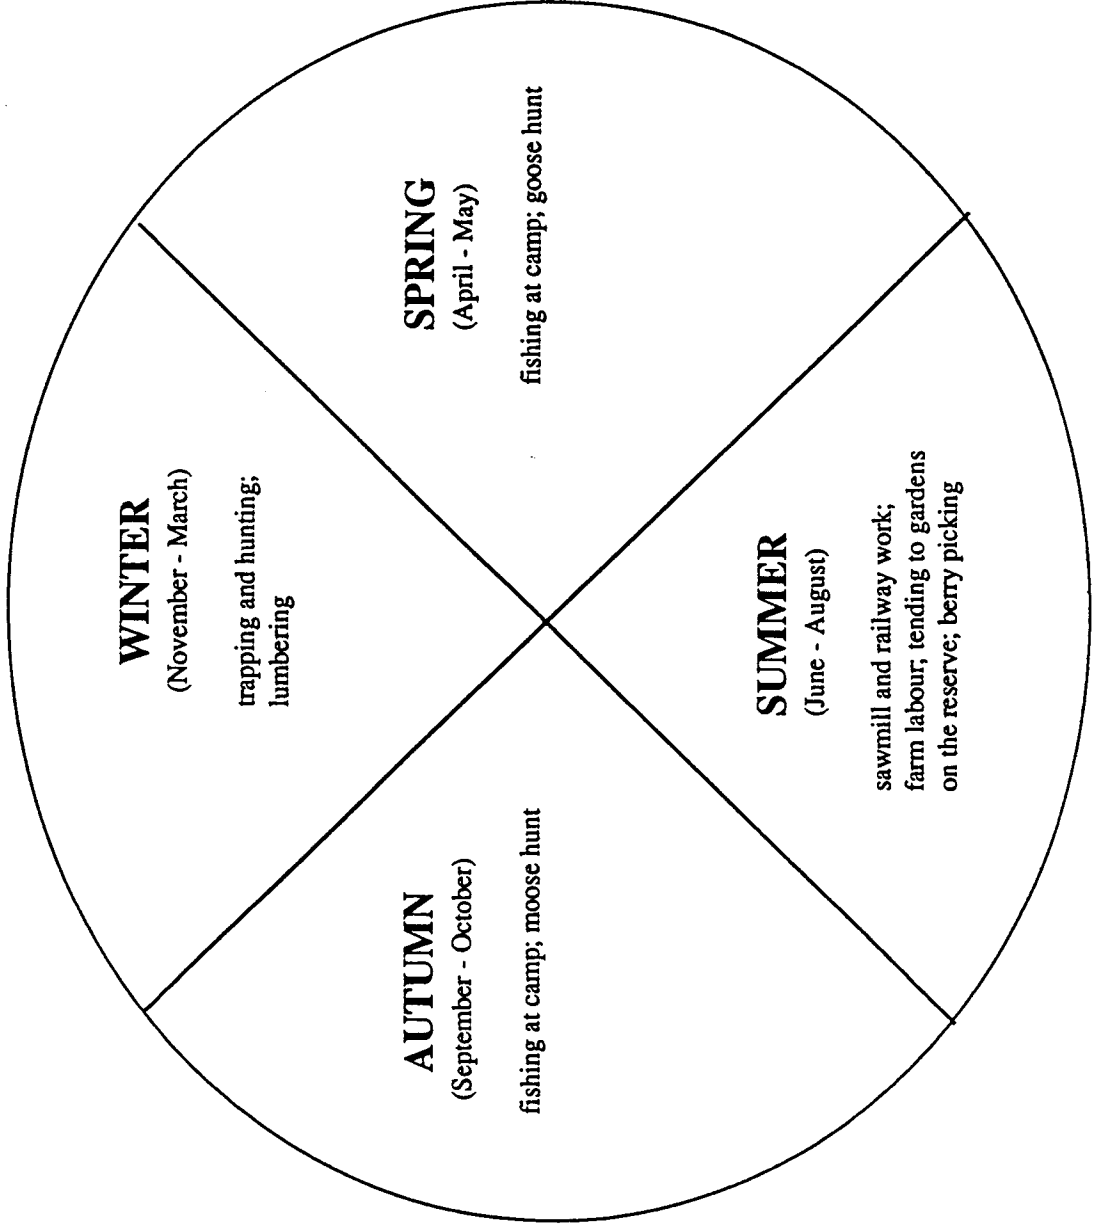 WINTER
(November - March)
trapping and hunting;
lumbering
SPRING
(April - May)
fishing at camp; goose hunt
SUMMER
(June - August)
sawmill and railway work;
farm labour; tending to gardens
on the reserve; berry picking
AUTUMN
(September - October)
fishing at camp; moose hunt